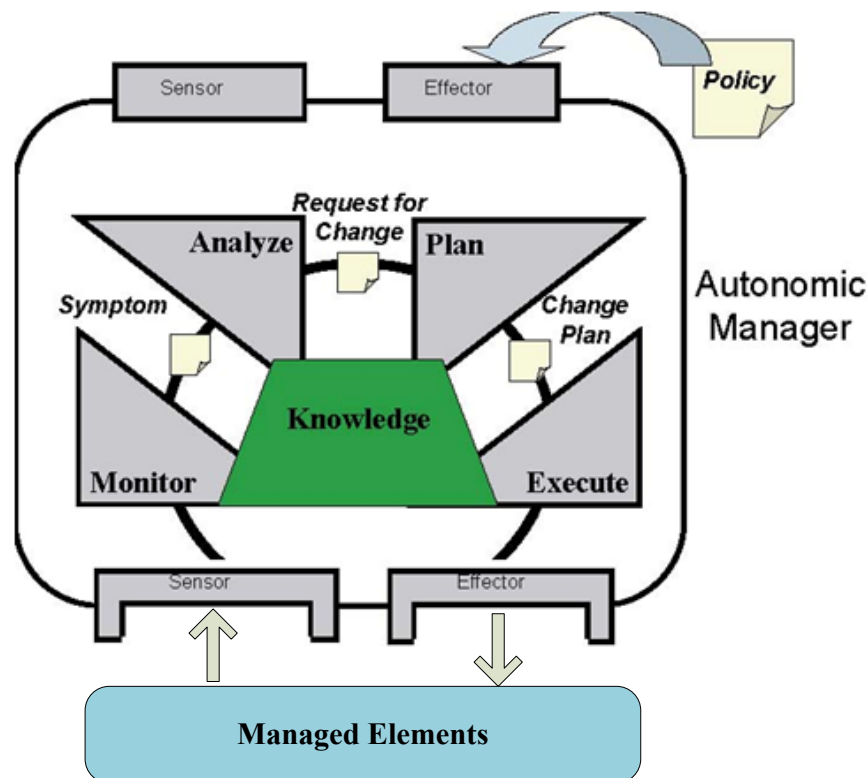 Sensor
Effector
Policy
Request for
Change
Analyze
Plan
Symptom
Change
Plan
Autonomic
Manager
Knowledge
Monitor
Execute
Sensor
Effector
Managed Elements